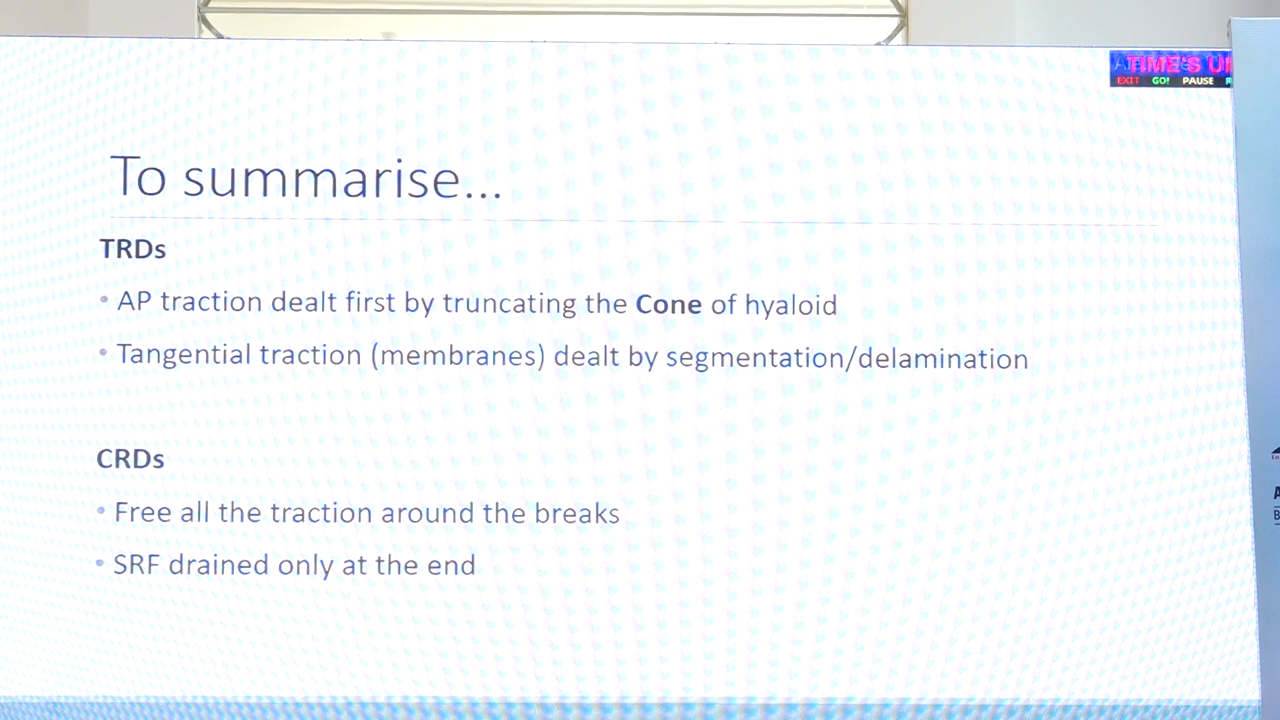 TIME'S UP
EXIT GO! PAUSE
To summarise...
TRDs
• AP traction dealt first by truncating the Cone of hyaloid
• Tangential traction (membranes) dealt by segmentation/delamination
CRDs
• Free all the traction around the breaks
• SRF drained only at the end